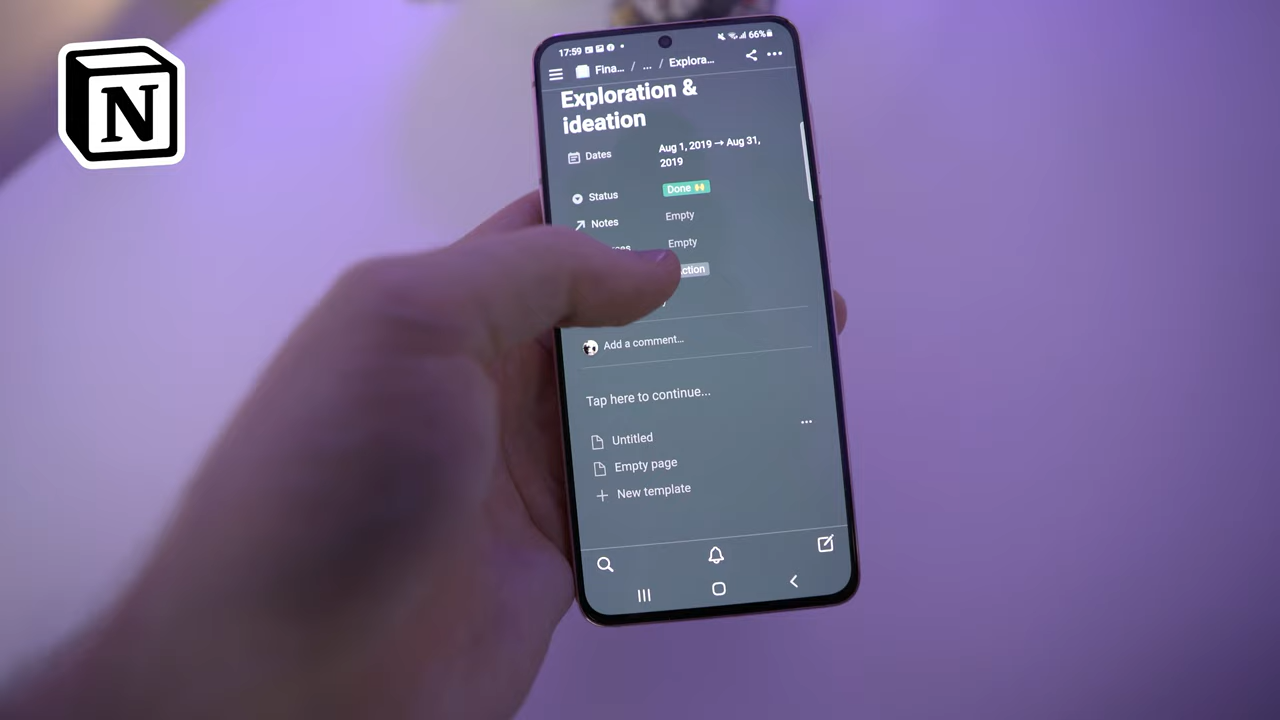 N
17:59 66%
Fina... / ... / Explora...
Exploration &
ideation
Dates Aug 1, 2019 → Aug 31,
2019
Status Done 🙌
Notes Empty
Empty
Add a comment...
Tap here to continue...
Untitled
Empty page
New template